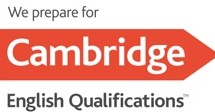 We prepare for
Cambridge
English Qualifications™